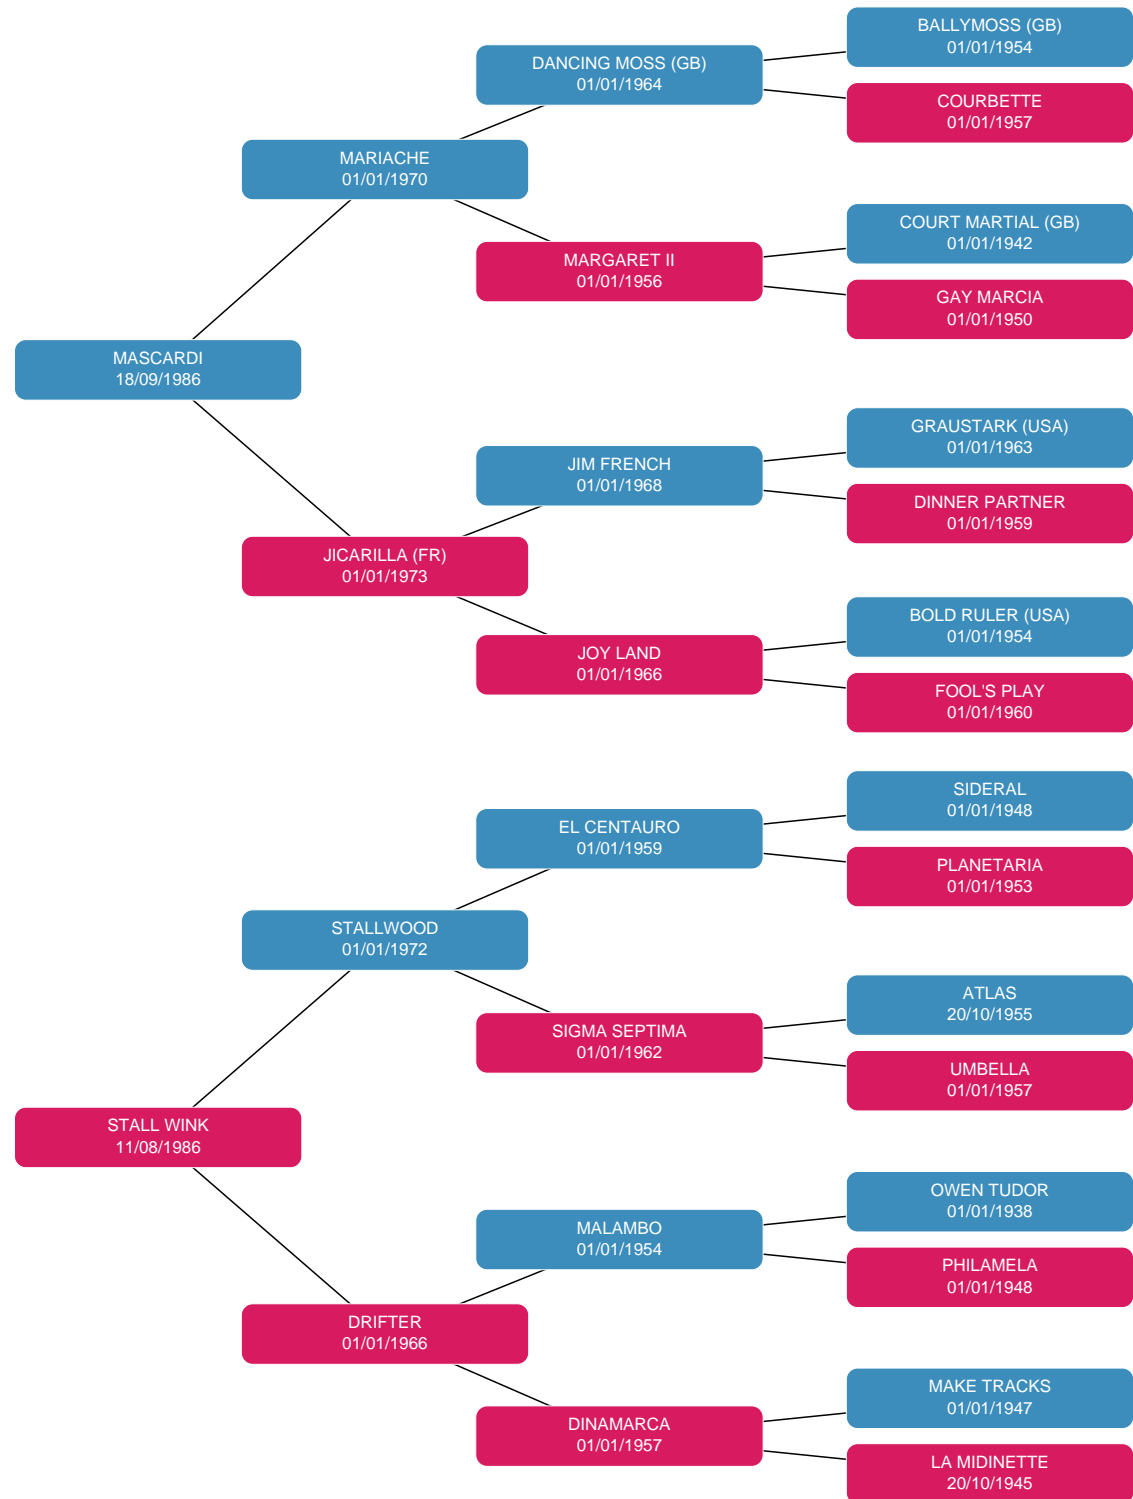 BALLYMOSS (GB)
01/01/1954
DANCING MOSS (GB)
01/01/1964
COURBETTE
01/01/1957
MARIACHE
01/01/1970
COURT MARTIAL (GB)
01/01/1942
MARGARET II
01/01/1956
GAY MARCIA
01/01/1950
MASCARDI
18/09/1986
GRAUSTARK (USA)
01/01/1963
JIM FRENCH
01/01/1968
DINNER PARTNER
01/01/1959
JICARILLA (FR)
01/01/1973
BOLD RULER (USA)
01/01/1954
JOY LAND
01/01/1966
FOOL'S PLAY
01/01/1960
SIDERAL
01/01/1948
EL CENTAURO
01/01/1959
PLANETARIA
01/01/1953
STALLWOOD
01/01/1972
ATLAS
20/10/1955
SIGMA SEPTIMA
01/01/1962
UMBELLA
01/01/1957
STALL WINK
11/08/1986
OWEN TUDOR
01/01/1938
MALAMBO
01/01/1954
PHILAMELA
01/01/1948
DRIFTER
01/01/1966
MAKE TRACKS
01/01/1947
DINAMARCA
01/01/1957
LA MIDINETTE
20/10/1945